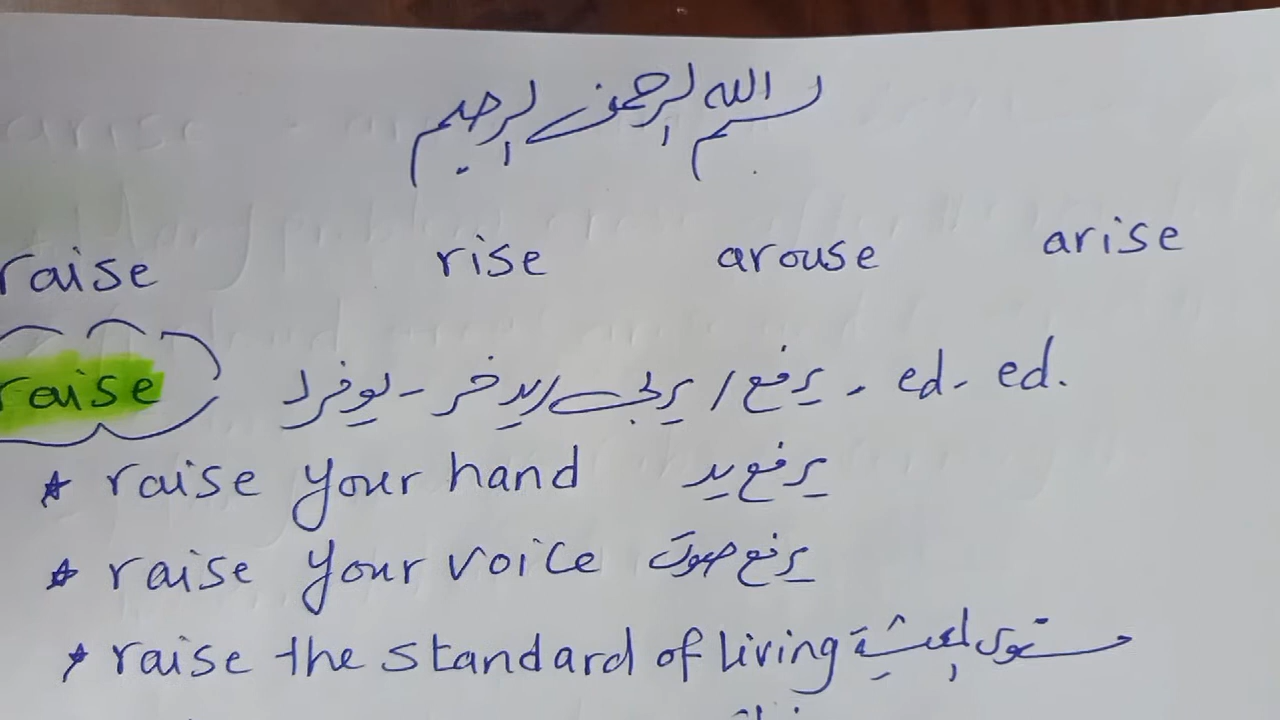 بسم الله الرحمن الرحيم
raise rise arouse arise
raise يرفع / يربى / يدخر - يوفر - ed - ed.
* raise your hand يرفع يد
* raise your voice يرفع صوت
* raise the standard of living مستوى المعيشة